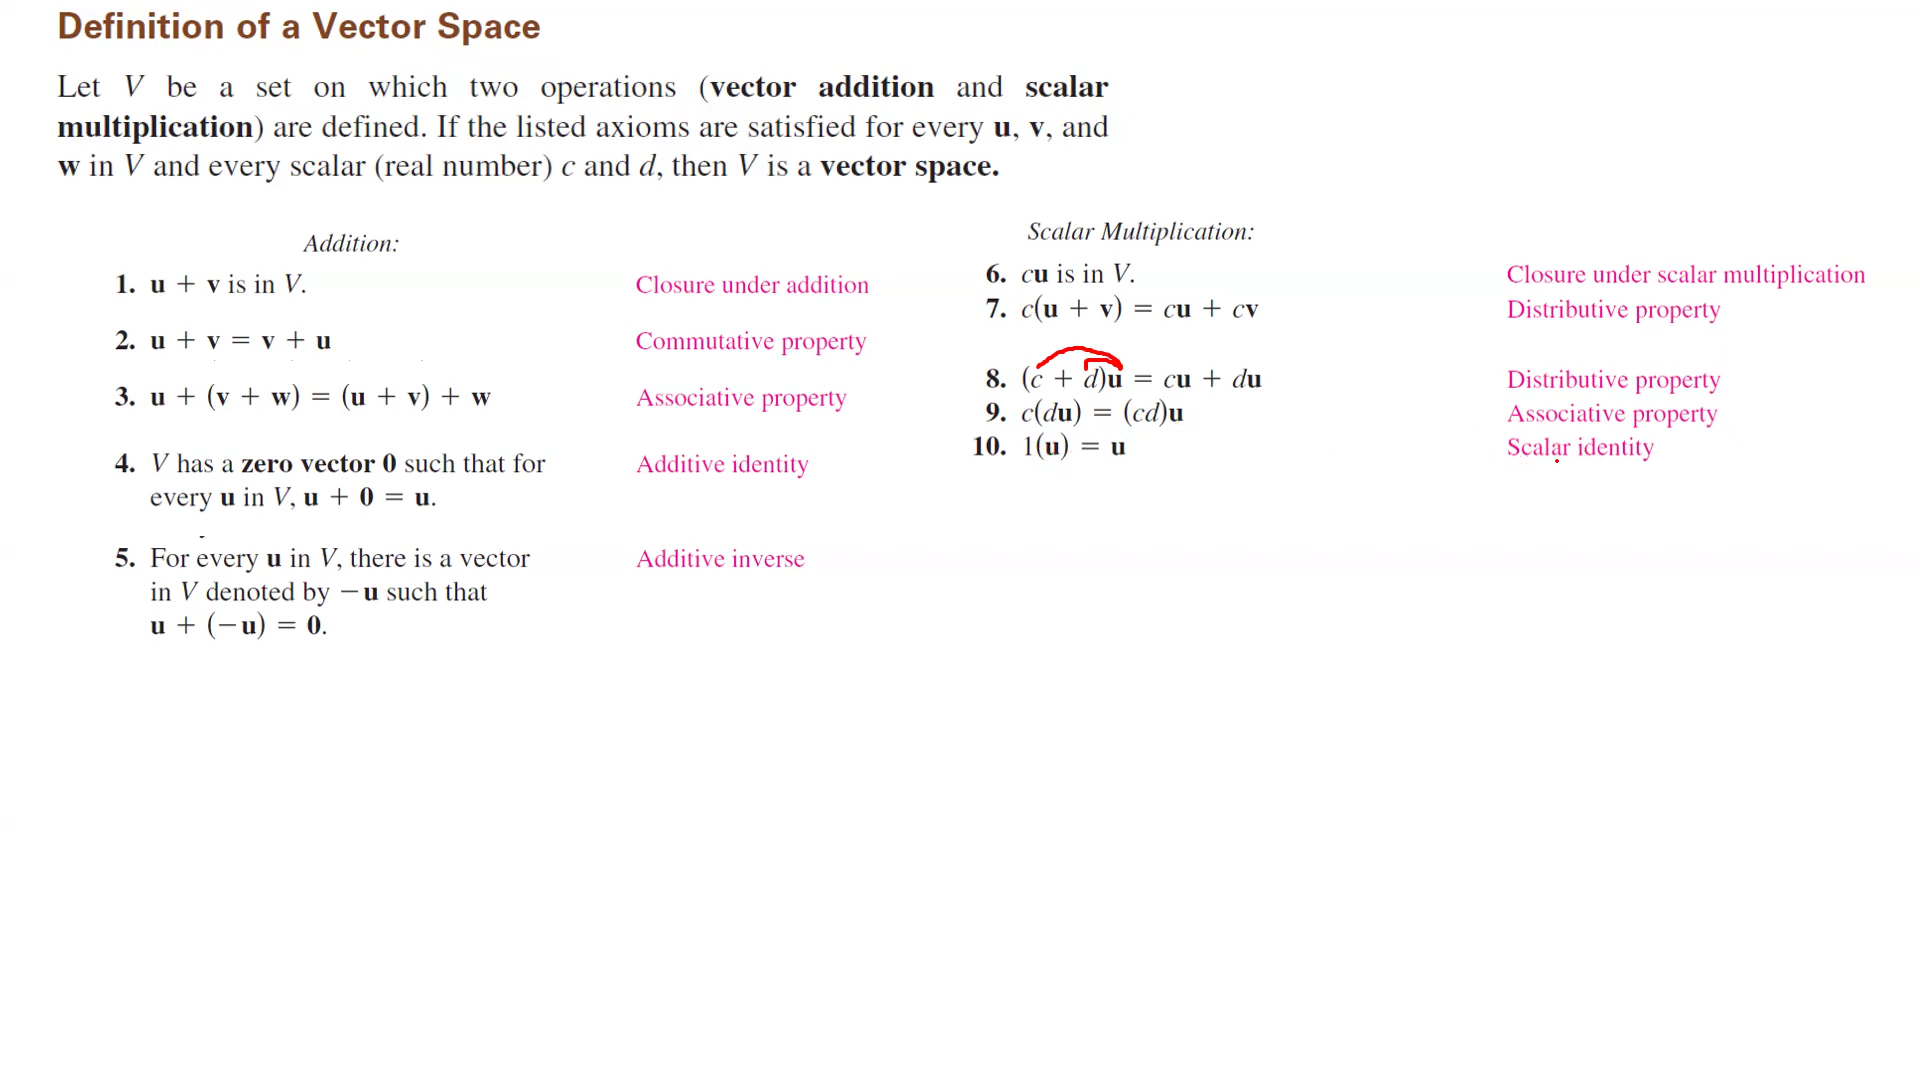 Definition of a Vector Space
Let V be a set on which two operations (vector addition and scalar
multiplication) are defined. If the listed axioms are satisfied for every u, v, and
w in V and every scalar (real number) c and d, then V is a vector space.
Addition:
1. u + v is in V. Closure under addition
2. u + v = v + u Commutative property
3. u + (v + w) = (u + v) + w Associative property
4. V has a zero vector 0 such that for Additive identity
every u in V, u + 0 = u.
5. For every u in V, there is a vector Additive inverse
in V denoted by −u such that
u + (−u) = 0.
Scalar Multiplication:
6. cu is in V. Closure under scalar multiplication
7. c(u + v) = cu + cv Distributive property
8. (c + d)u = cu + du Distributive property
9. c(du) = (cd)u Associative property
10. 1(u) = u Scalar identity